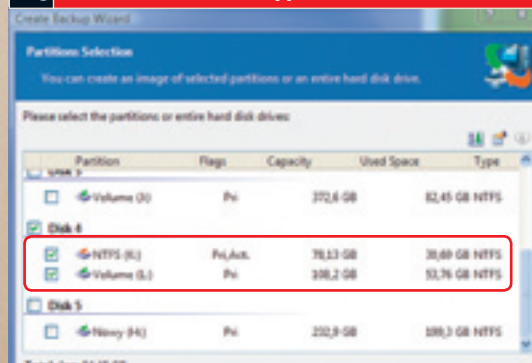 Create Backup Wizard
Partitions Selection
You can create an image of selected partitions or an entire hard disk drive.
Please select the partitions or entire hard disk drives:
Partition Flags Capacity Used Space Type
Disk 3
Volume (J:) Pri 372,6 GB 82,45 GB NTFS
Disk 4
NTFS (K:) Pri,Act. 78,13 GB GB NTFS
Volume (L:) Pri 108,2 GB 53,76 GB NTFS
Disk 5
Nowy (H:) Pri 232,9 GB GB NTFS